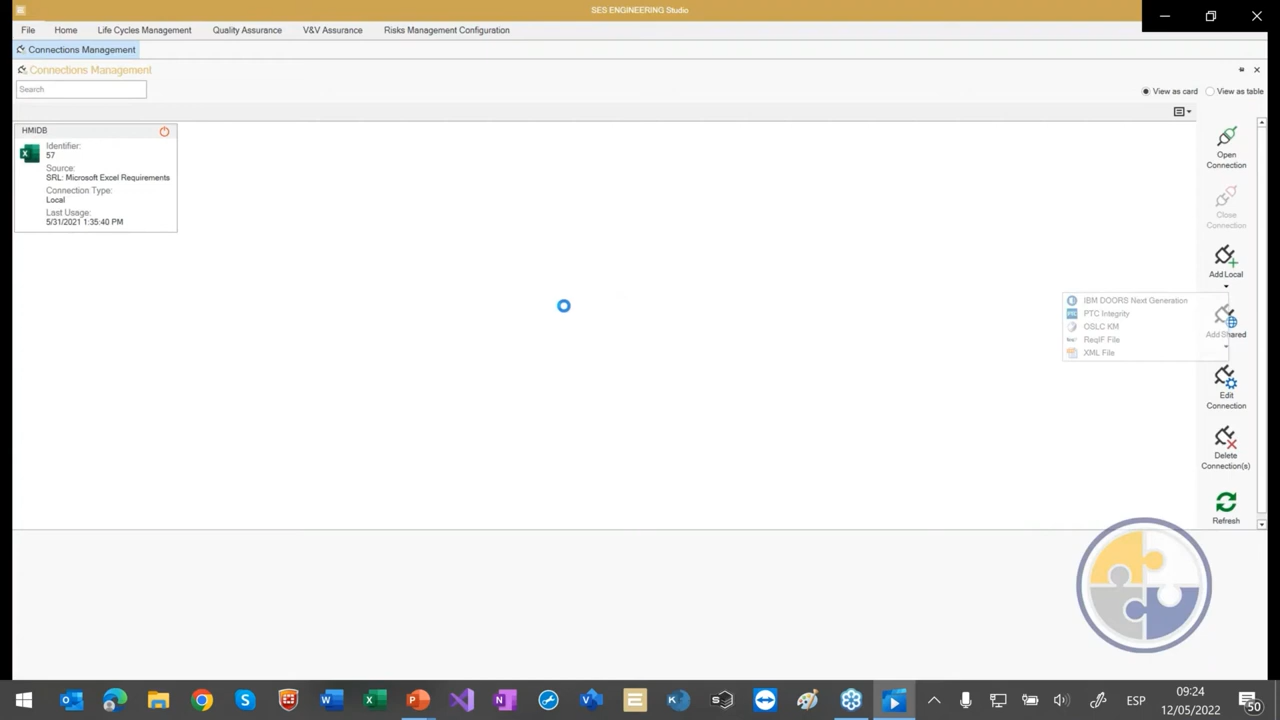 SES ENGINEERING Studio
File Home Life Cycles Management Quality Assurance V&V Assurance Risks Management Configuration
Connections Management
Connections Management
Search
View as card View as table
HMIDB
Identifier:
57
Source:
SRL: Microsoft Excel Requirements
Connection Type:
Local
Last Usage:
5/31/2021 1:35:40 PM
Open
Connection
Close
Connection
Add Local
IBM DOORS Next Generation
PTC Integrity
OSLC KM
ReqIF File
XML File
Add Shared
Edit
Connection
Delete
Connection(s)
Refresh
ESP
09:24
12/05/2022
50